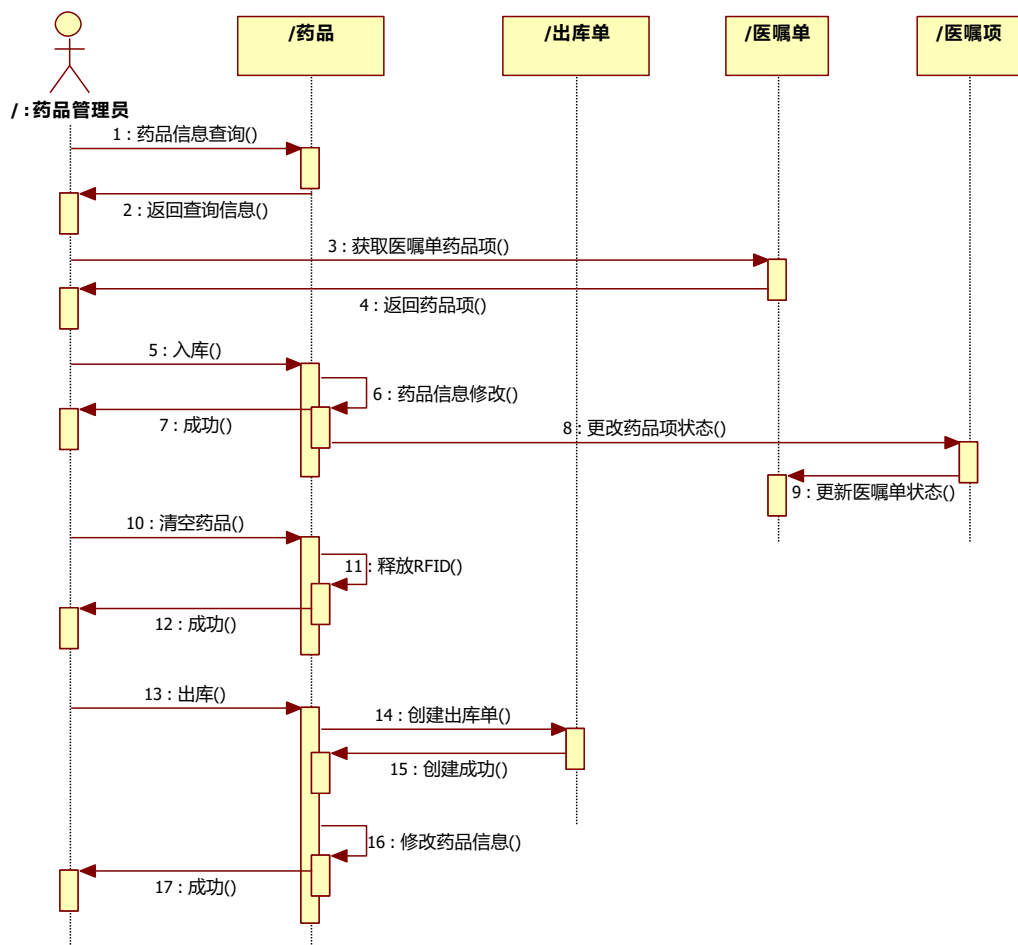 /药品
/出库单
/医嘱单
/医嘱项
/ : 药品管理员
1 : 药品信息查询()
2 : 返回查询信息()
3 : 获取医嘱单药品项()
4 : 返回药品项()
5 : 入库()
6 : 药品信息修改()
7 : 成功()
8 : 更改药品项状态()
9 : 更新医嘱单状态()
10 : 清空药品()
11 : 释放RFID()
12 : 成功()
13 : 出库()
14 : 创建出库单()
15 : 创建成功()
16 : 修改药品信息()
17 : 成功()